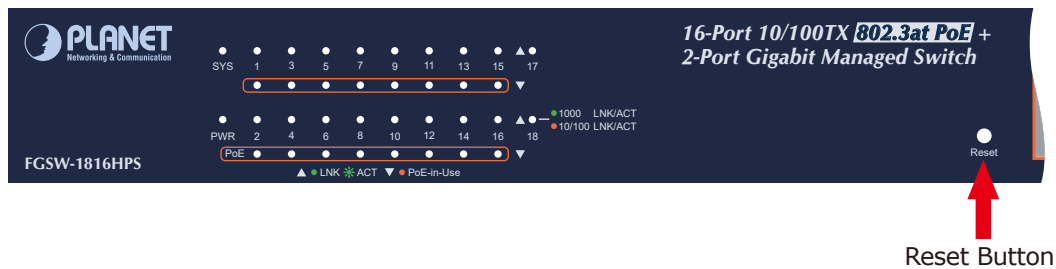 PLANET
Networking & Communication
16-Port 10/100TX 802.3at PoE +
2-Port Gigabit Managed Switch
SYS 1 3 5 7 9 11 13 15 17
1000 LNK/ACT
10/100 LNK/ACT
PWR 2 4 6 8 10 12 14 16 18
PoE
FGSW-1816HPS
LNK ACT PoE-in-Use
Reset
Reset Button